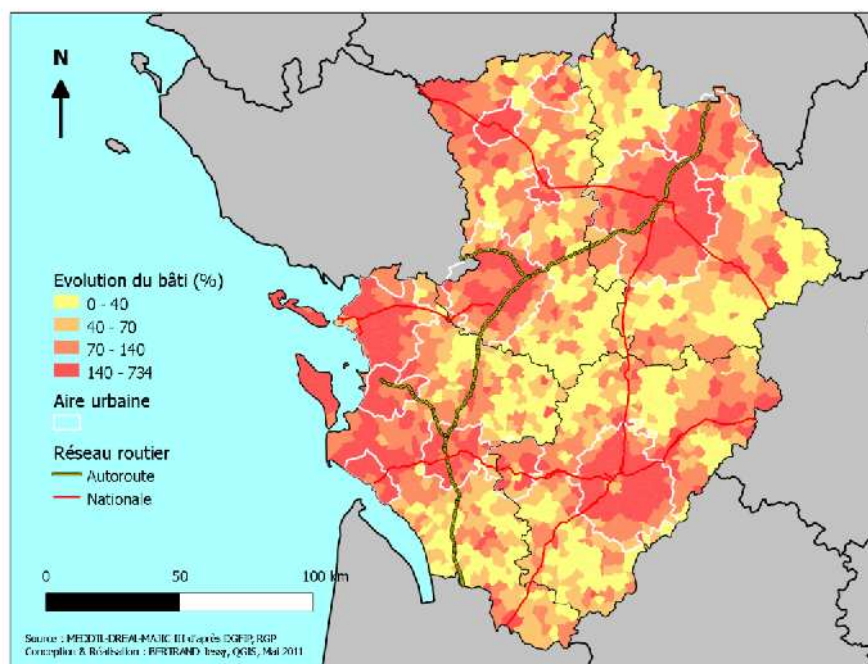 N
Evolution du bâti (%)
0 - 40
40 - 70
70 - 140
140 - 734
Aire urbaine
Réseau routier
Autoroute
Nationale
0 50 100 km
Source : MEDDTL-DREAL-MAJIC III d'après DGFIP, RGP
Conception & Réalisation : BERTRAND Jessy, QGIS, Mai 2011